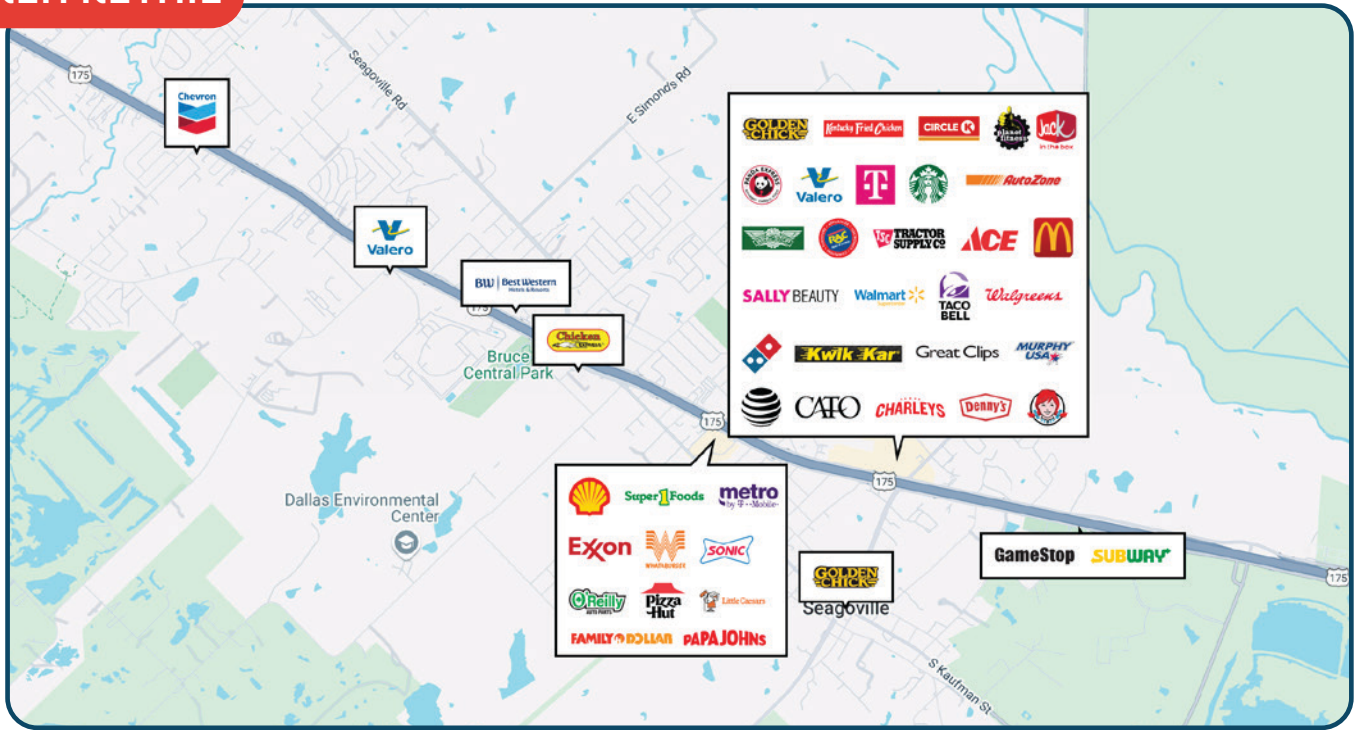 175
Seagoville Rd
E Simonds Rd
Chevron
Valero
BW Best Western
Hotels & Resorts
175
Chicken
EXPRESS
Bruce
Central Park
GOLDEN
CHICK
Kentucky Fried Chicken
CIRCLE K
planet
fitness
Jack
in the box
PANDA EXPRESS
Valero
T
AutoZone
RAC
TSC TRACTOR
SUPPLY CO
ACE
SALLY BEAUTY
Walmart
Supercenter
TACO
BELL
Walgreens
Kwik Kar
Great Clips
MURPHY
USA
CATO
CHARLEYS
Denny's
175
175
Dallas Environmental
Center
Super 1 Foods
metro
by T-Mobile
Exxon
WHATABURGER
SONIC
O'Reilly
AUTO PARTS
Pizza
Hut
Little Caesars
FAMILY DOLLAR
PAPA JOHNS
GOLDEN
CHICK
Seagoville
GameStop
SUBWAY
175
S Kaufman St